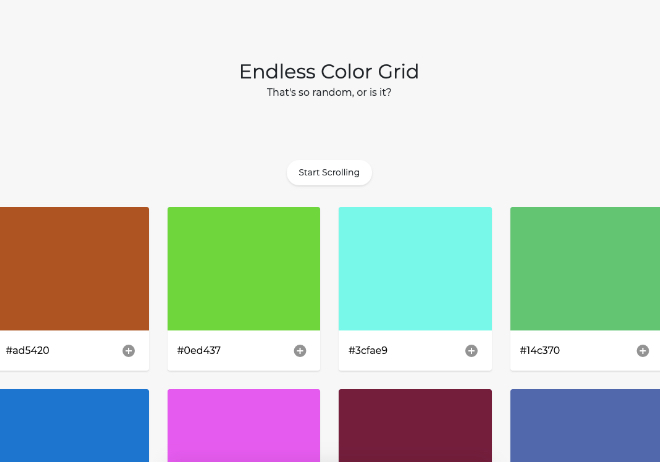 Endless Color Grid
That's so random, or is it?
Start Scrolling
#ad5420
#0ed437
#3cfae9
#14c370